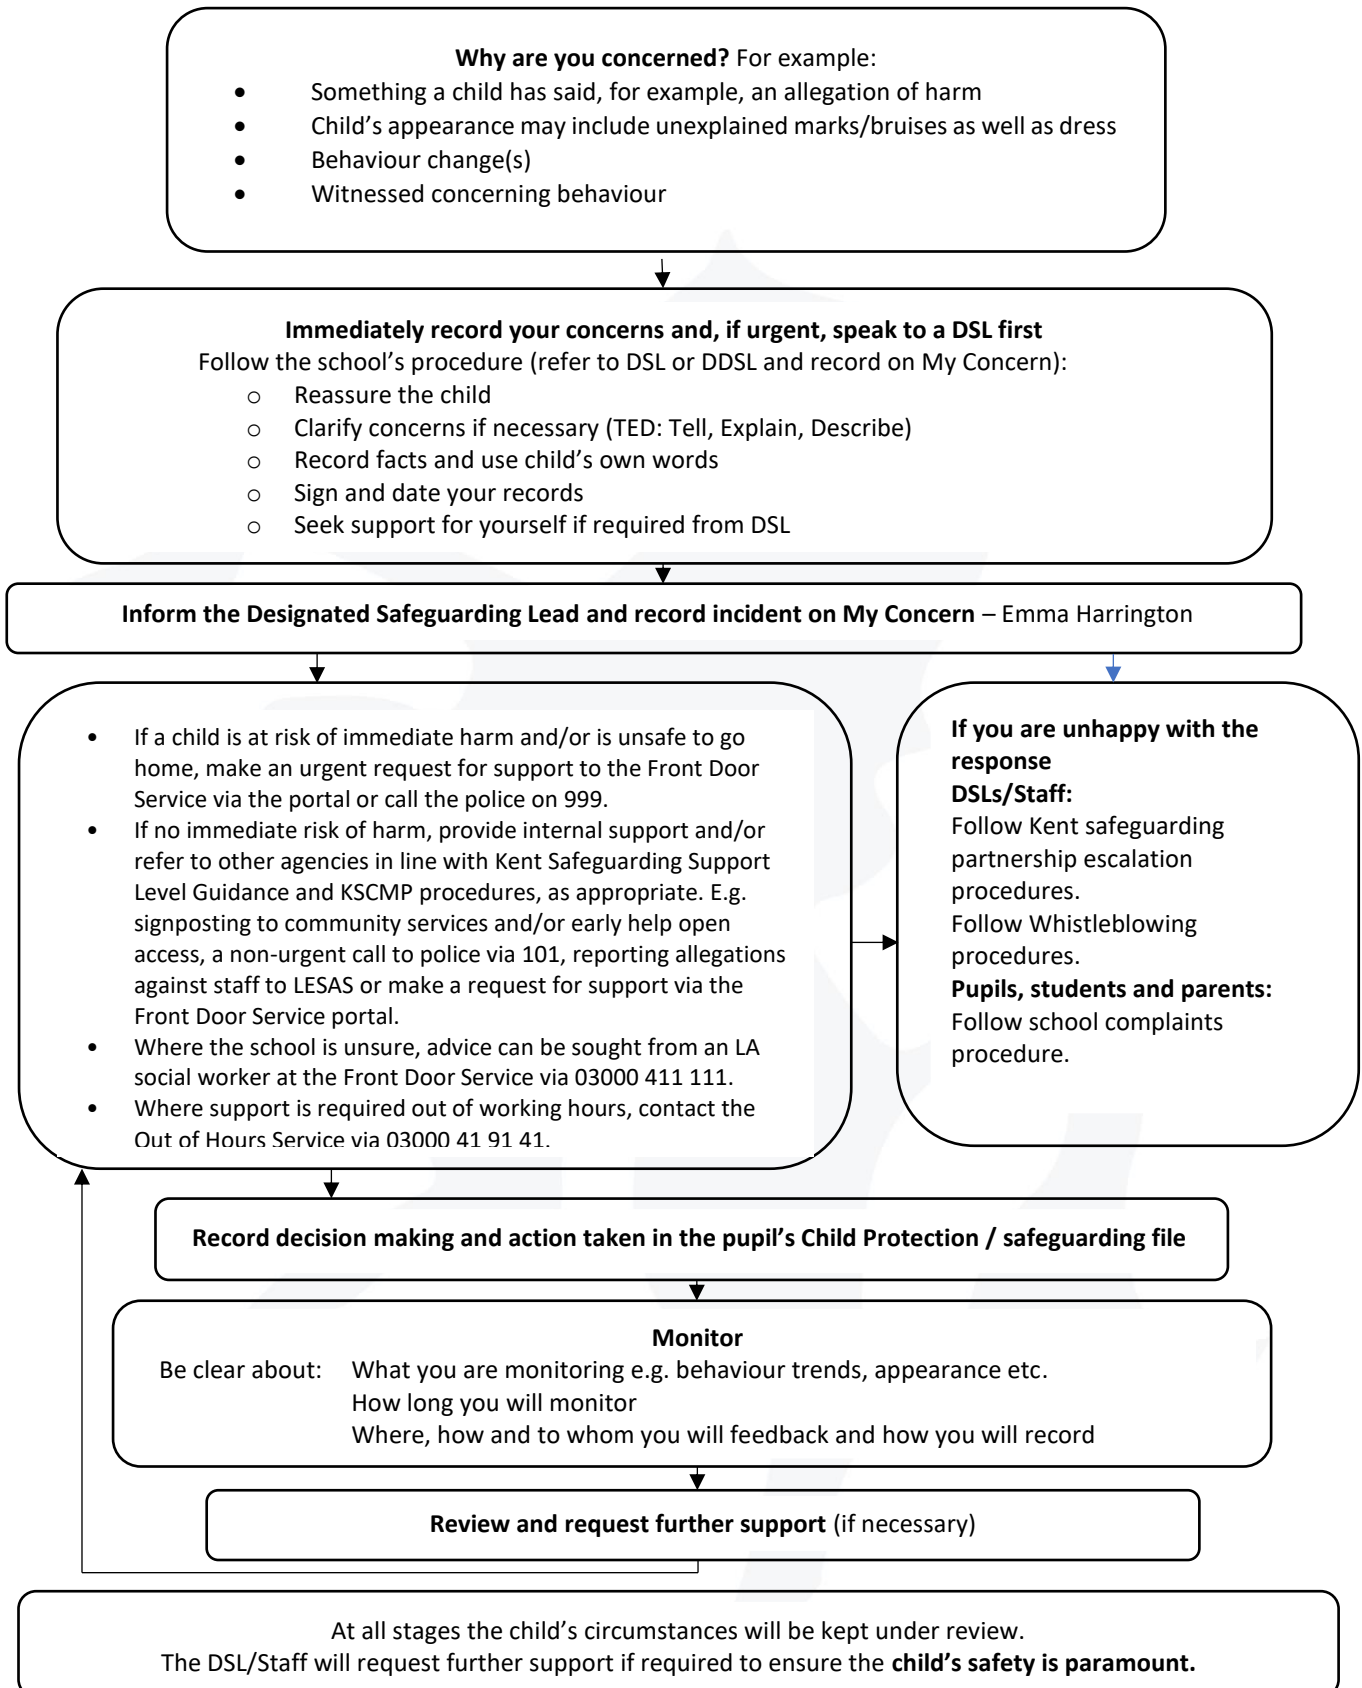 Why are you concerned? For example:
• Something a child has said, for example, an allegation of harm
• Child's appearance may include unexplained marks/bruises as well as dress
• Behaviour change(s)
• Witnessed concerning behaviour
Immediately record your concerns and, if urgent, speak to a DSL first
Follow the school's procedure (refer to DSL or DDSL and record on My Concern):
o Reassure the child
o Clarify concerns if necessary (TED: Tell, Explain, Describe)
o Record facts and use child's own words
o Sign and date your records
o Seek support for yourself if required from DSL
Inform the Designated Safeguarding Lead and record incident on My Concern – Emma Harrington
• If a child is at risk of immediate harm and/or is unsafe to go
home, make an urgent request for support to the Front Door
Service via the portal or call the police on 999.
• If no immediate risk of harm, provide internal support and/or
refer to other agencies in line with Kent Safeguarding Support
Level Guidance and KSCMP procedures, as appropriate. E.g.
signposting to community services and/or early help open
access, a non-urgent call to police via 101, reporting allegations
against staff to LESAS or make a request for support via the
Front Door Service portal.
• Where the school is unsure, advice can be sought from an LA
social worker at the Front Door Service via 03000 411 111.
• Where support is required out of working hours, contact the
Out of Hours Service via 03000 41 91 41.
If you are unhappy with the
response
DSLs/Staff:
Follow Kent safeguarding
partnership escalation
procedures.
Follow Whistleblowing
procedures.
Pupils, students and parents:
Follow school complaints
procedure.
Record decision making and action taken in the pupil's Child Protection / safeguarding file
Monitor
Be clear about: What you are monitoring e.g. behaviour trends, appearance etc.
How long you will monitor
Where, how and to whom you will feedback and how you will record
Review and request further support (if necessary)
At all stages the child's circumstances will be kept under review.
The DSL/Staff will request further support if required to ensure the child's safety is paramount.